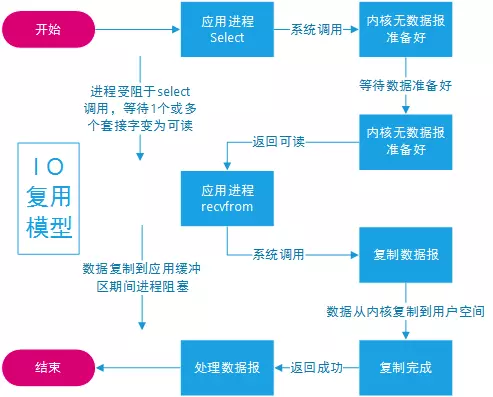 开始
应用进程
Select
系统调用
内核无数据报
准备好
进程受阻于select
调用，等待1个或多
个套接字变为可读
等待数据准备好
内核无数据报
准备好
返回可读
IO
复用
模型
应用进程
recvfrom
系统调用
复制数据报
数据复制到应用缓冲
区期间进程阻塞
数据从内核复制到用户空间
结束
处理数据报
返回成功
复制完成